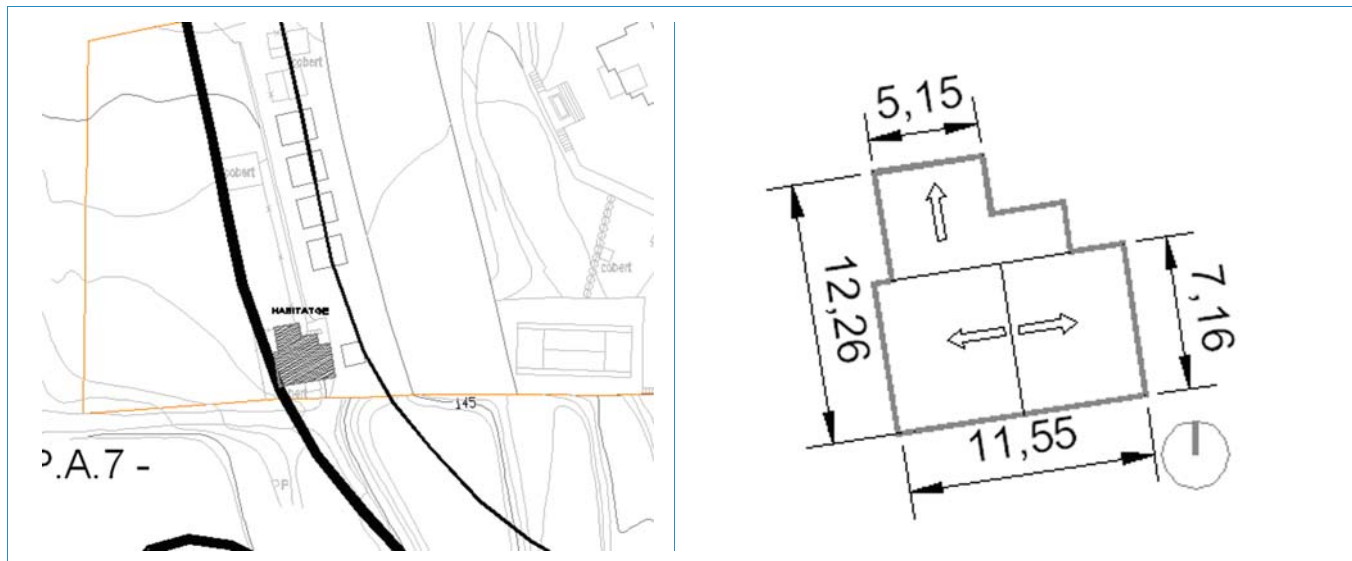 cobert
cobert
cobert
HABITATGE
145
P.A.7 -
5,15
12,26
7,16
11,55